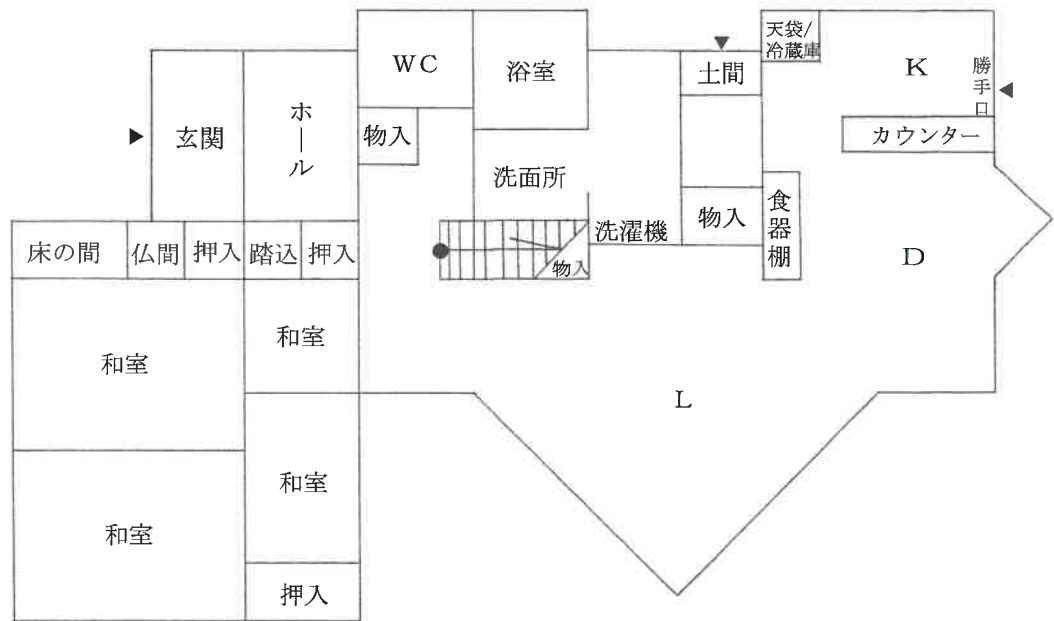 天袋/
冷蔵庫
WC
浴室
土間
K
勝手口
玄関
ホール
物入
カウンター
洗面所
床の間
仏間
押入
踏込
押入
洗濯機
物入
食器棚
物入
D
和室
和室
L
和室
和室
押入